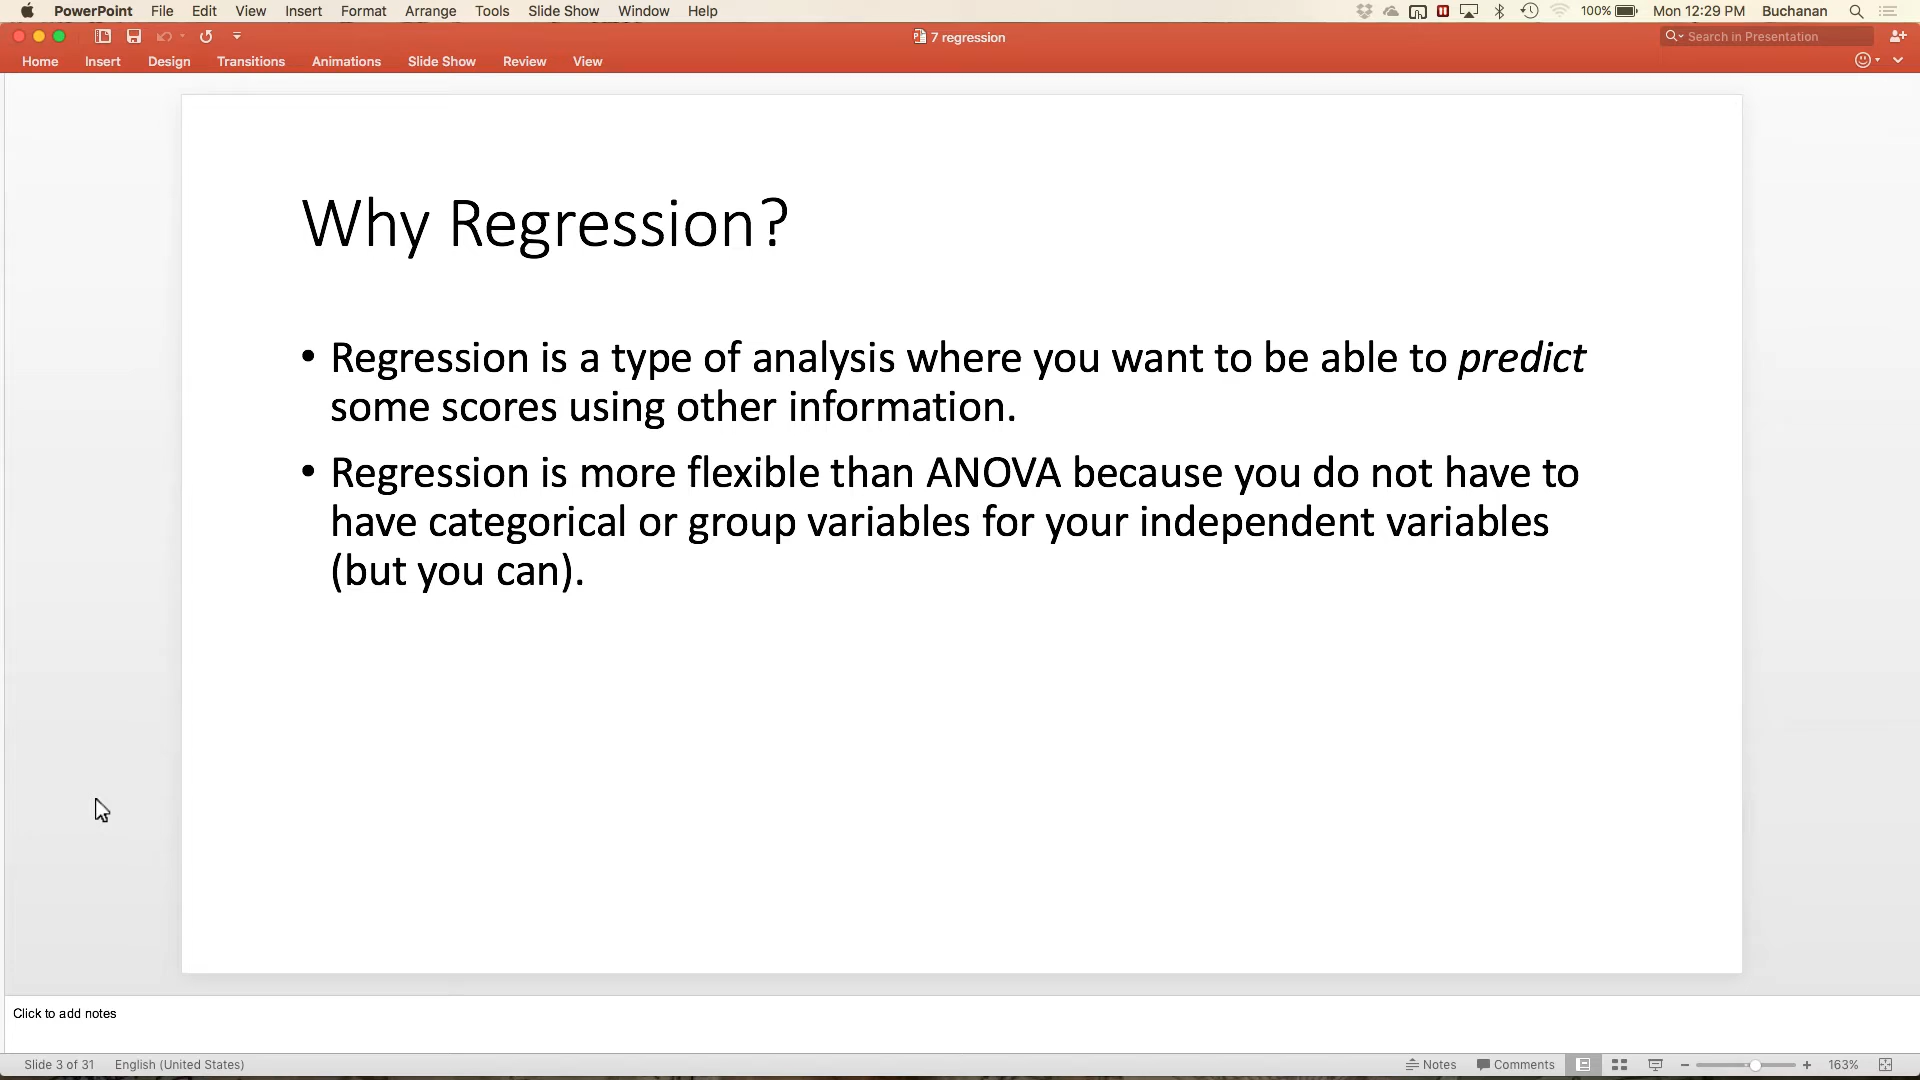 PowerPoint File Edit View Insert Format Arrange Tools Slide Show Window Help 100% Mon 12:29 PM Buchanan
7 regression Search in Presentation
Home Insert Design Transitions Animations Slide Show Review View
Why Regression?
• Regression is a type of analysis where you want to be able to predict
some scores using other information.
• Regression is more flexible than ANOVA because you do not have to
have categorical or group variables for your independent variables
(but you can).
Click to add notes
Slide 3 of 31 English (United States) Notes Comments 163%